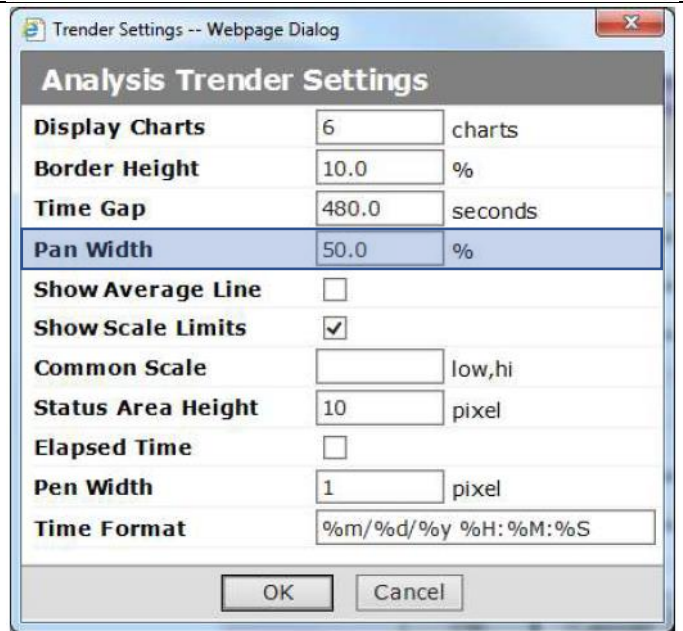 Trender Settings -- Webpage Dialog
Analysis Trender Settings
Display Charts 6 charts
Border Height 10.0 %
Time Gap 480.0 seconds
Pan Width 50.0 %
Show Average Line
Show Scale Limits
Common Scale low,hi
Status Area Height 10 pixel
Elapsed Time
Pen Width 1 pixel
Time Format %m/%d/%y %H:%M:%S
OK Cancel